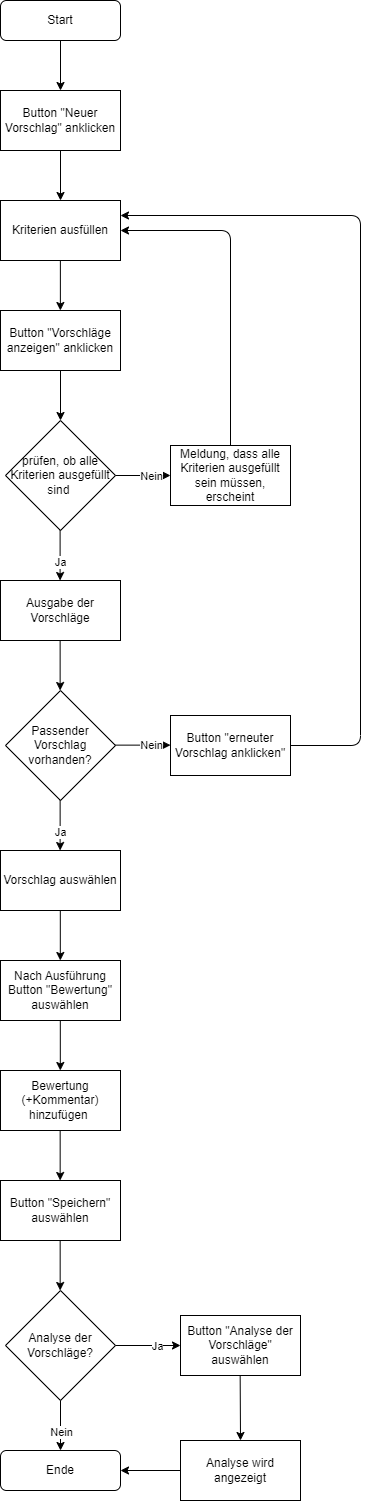 Start
Button "Neuer
Vorschlag" anklicken
Kriterien ausfüllen
Button "Vorschläge
anzeigen" anklicken
prüfen, ob alle
Kriterien ausgefüllt
sind
Nein
Meldung, dass alle
Kriterien ausgefüllt
sein müssen,
erscheint
Ja
Ausgabe der
Vorschläge
Passender
Vorschlag
vorhanden?
Nein
Button "erneuter
Vorschlag anklicken"
Ja
Vorschlag auswählen
Nach Ausführung
Button "Bewertung"
auswählen
Bewertung
(+Kommentar)
hinzufügen
Button "Speichern"
auswählen
Analyse der
Vorschläge?
Ja
Button "Analyse der
Vorschläge"
auswählen
Nein
Ende
Analyse wird
angezeigt